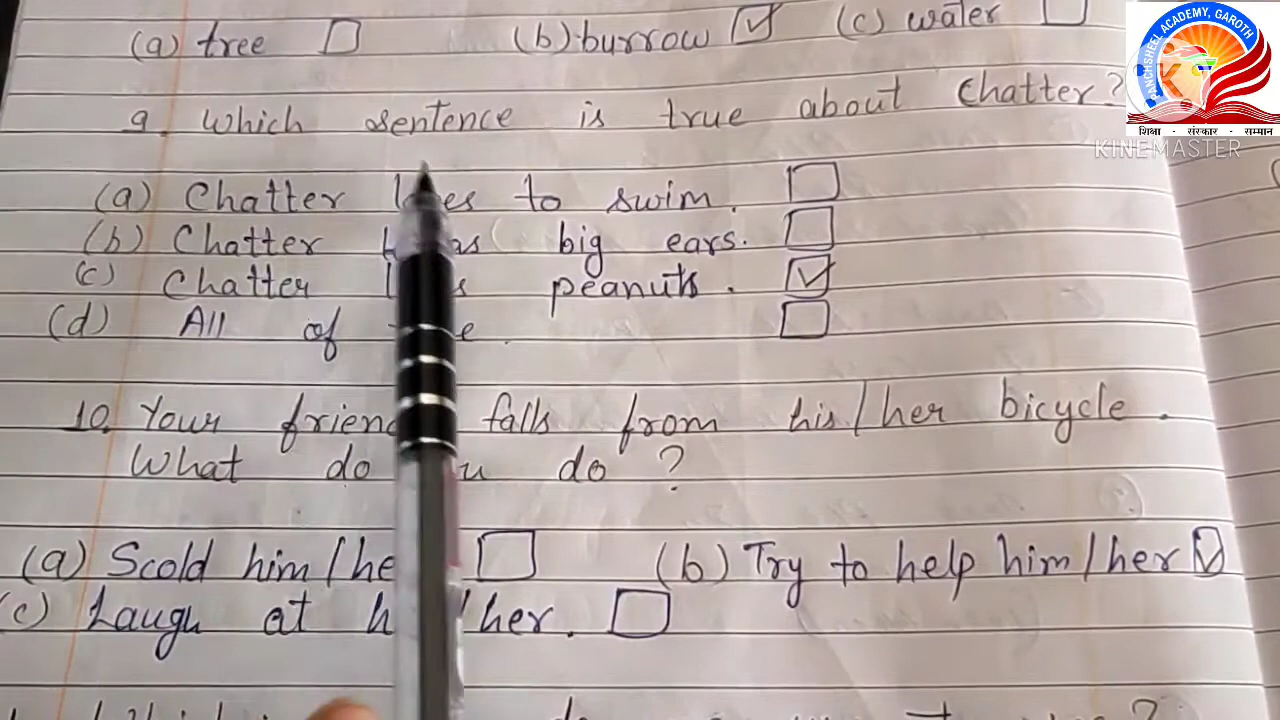 (a) tree (b) burrow (c) water
9. Which sentence is true about Chatter?
(a) Chatter to swim.
(b) Chatter big ears.
(c) Chatter peanuts.
(d) All of
10. Your friend falls from his/her bicycle.
What do do ?
(a) Scold him/her (b) Try to help him/her
(c) Laugh at /her.
PANCHSHEEL ACADEMY, GAROTH
शिक्षा - संस्कार - सम्मान
KINEMASTER